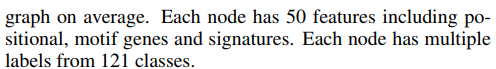 graph on average. Each node has 50 features including po-
sitional, motif genes and signatures. Each node has multiple
labels from 121 classes.